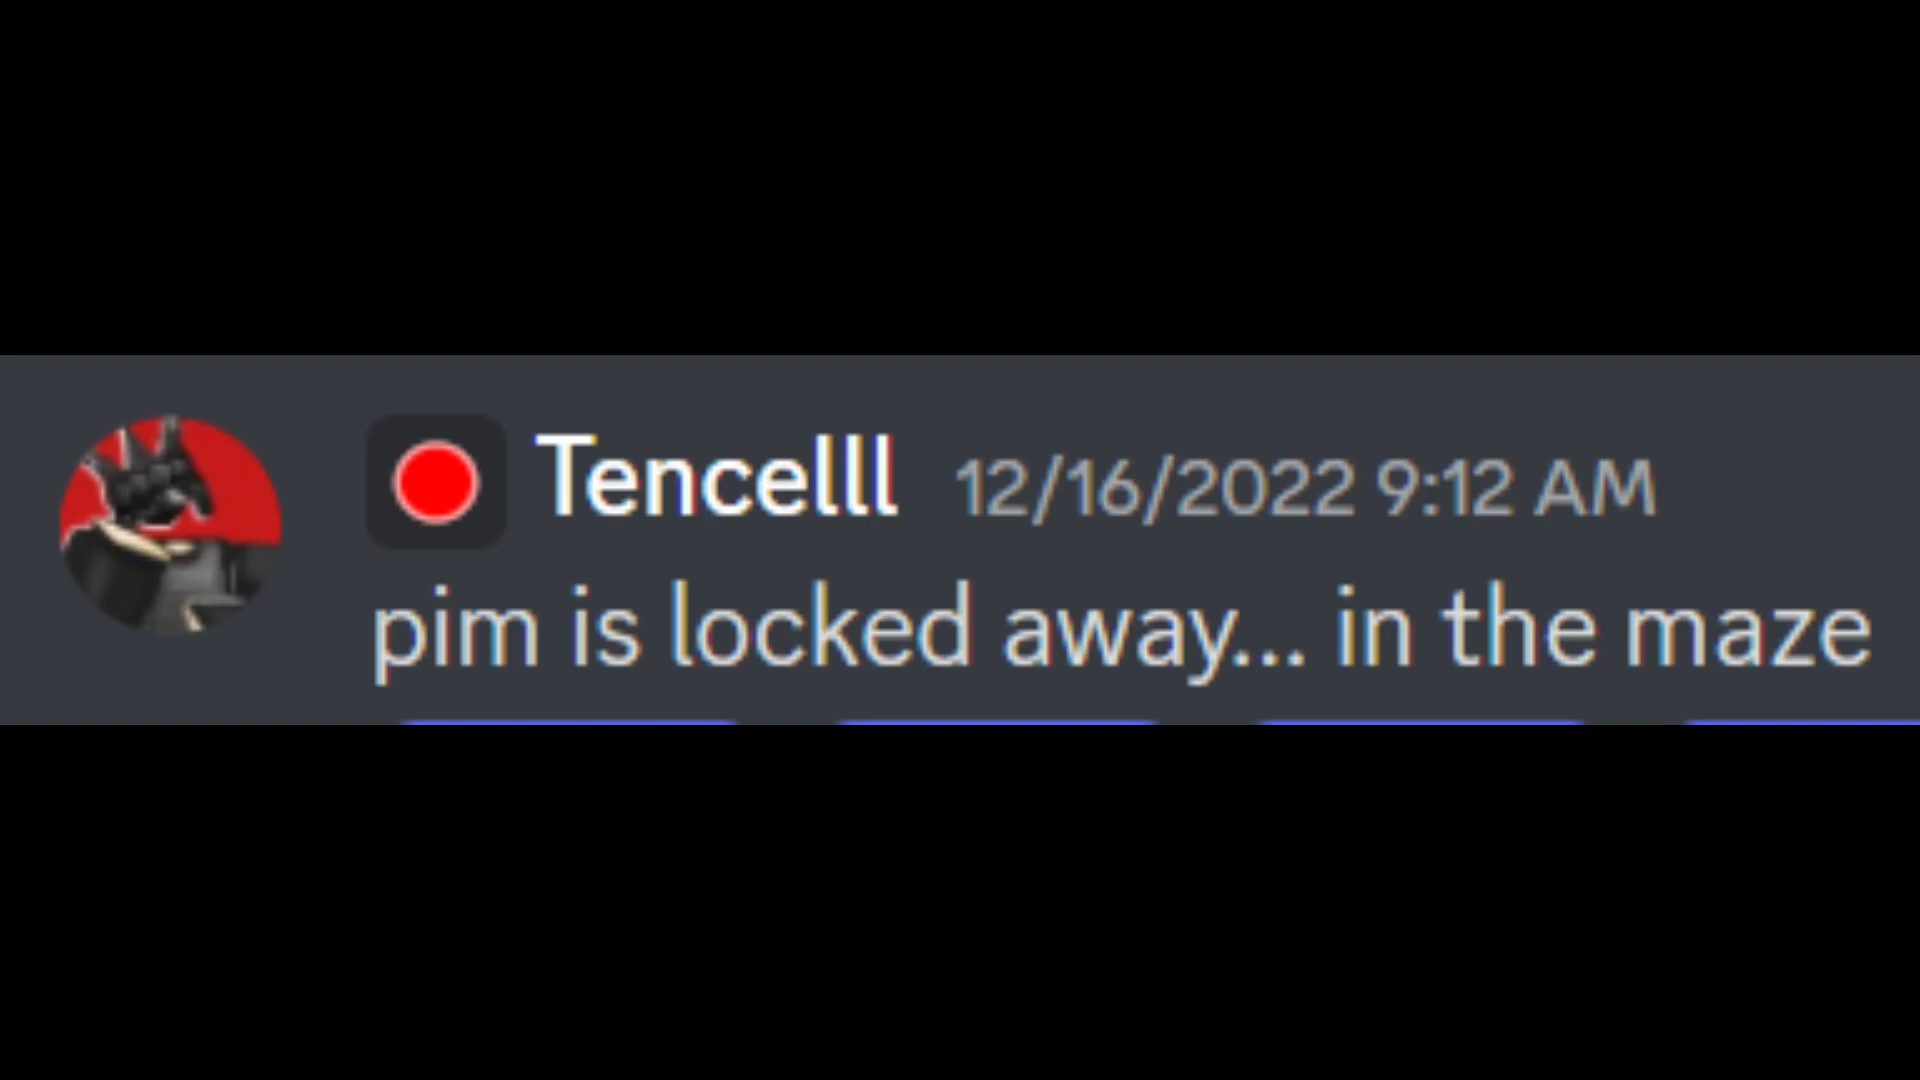 Tencelll 12/16/2022 9:12 AM
pim is locked away... in the maze